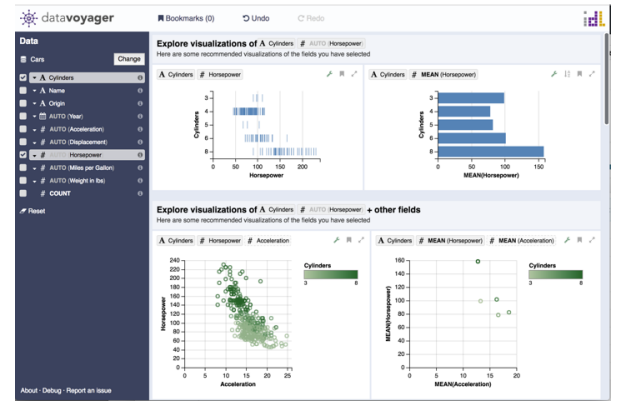 datavoyager
Bookmarks (0) Undo Redo
idl
Data
Cars Change
A Cylinders
A Name
A Origin
AUTO (Year)
# AUTO (Acceleration)
# AUTO (Displacement)
# AUTO (Horsepower)
# AUTO (Miles per Gallon)
# AUTO (Weight in lbs)
# COUNT
Reset
About · Debug · Report an issue
Explore visualizations of A Cylinders # AUTO (Horsepower)
Here are some recommended visualizations of the fields you have selected
A Cylinders # Horsepower
Cylinders
3
4
5
6
8
0 50 100 150 200
Horsepower
A Cylinders # MEAN (Horsepower)
Cylinders
3
4
5
6
8
0 50 100 150
MEAN(Horsepower)
Explore visualizations of A Cylinders # AUTO (Horsepower) + other fields
Here are some recommended visualizations of the fields you have selected
A Cylinders # Horsepower # Acceleration
Horsepower
240
220
200
180
160
140
120
100
80
60
40
20
0
0 5 10 15 20 25
Acceleration
Cylinders
3 8
A Cylinders # MEAN (Horsepower) # MEAN (Acceleration)
MEAN(Horsepower)
160
140
120
100
80
60
40
20
0
0 5 10 15 20
MEAN(Acceleration)
Cylinders
3 8